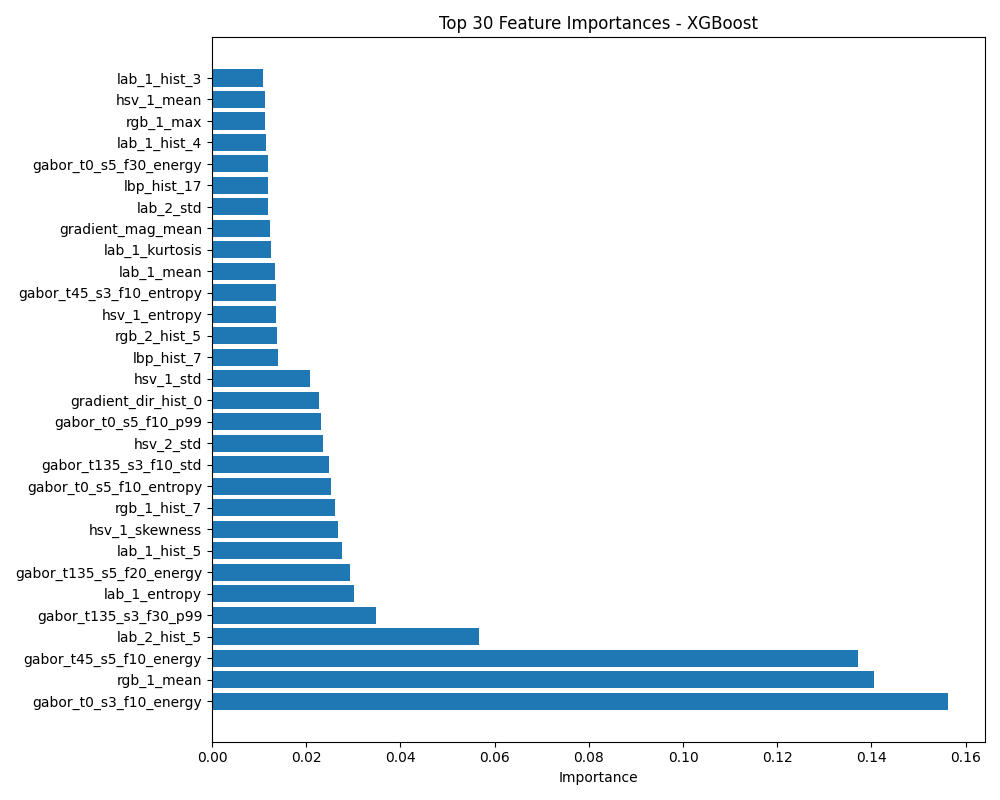 Top 30 Feature Importances - XGBoost
lab_1_hist_3
hsv_1_mean
rgb_1_max
lab_1_hist_4
gabor_t0_s5_f30_energy
lbp_hist_17
lab_2_std
gradient_mag_mean
lab_1_kurtosis
lab_1_mean
gabor_t45_s3_f10_entropy
hsv_1_entropy
rgb_2_hist_5
lbp_hist_7
hsv_1_std
gradient_dir_hist_0
gabor_t0_s5_f10_p99
hsv_2_std
gabor_t135_s3_f10_std
gabor_t0_s5_f10_entropy
rgb_1_hist_7
hsv_1_skewness
lab_1_hist_5
gabor_t135_s5_f20_energy
lab_1_entropy
gabor_t135_s3_f30_p99
lab_2_hist_5
gabor_t45_s5_f10_energy
rgb_1_mean
gabor_t0_s3_f10_energy
0.00 0.02 0.04 0.06 0.08 0.10 0.12 0.14 0.16
Importance